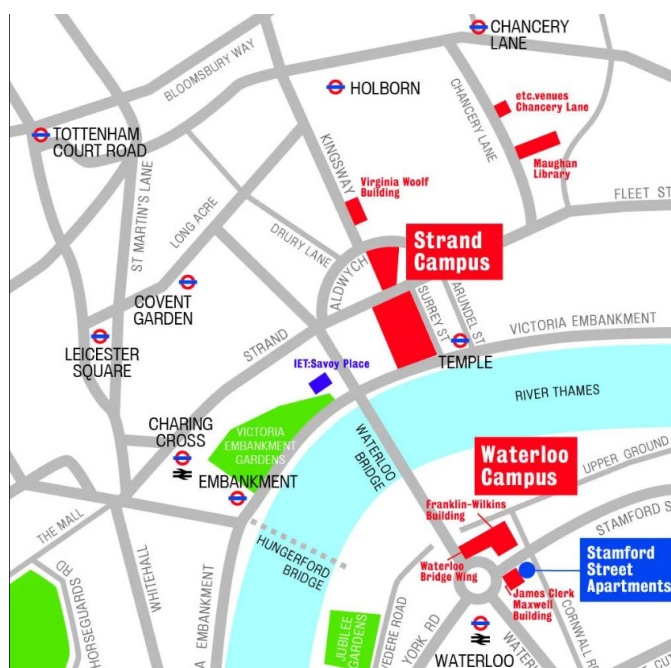 CHANCERY
LANE
BLOOMSBURY WAY
HOLBORN
etc.venues
Chancery Lane
CHANCERY LANE
TOTTENHAM
COURT ROAD
KINGSWAY
Maughan
Library
Virginia Woolf
Building
ST MARTIN'S LANE
LONG ACRE
FLEET ST
DRURY LANE
Strand
Campus
ALDWYCH
COVENT
GARDEN
SURREY ST
ARUNDEL ST
VICTORIA EMBANKMENT
LEICESTER
SQUARE
STRAND
TEMPLE
IET:Savoy Place
RIVER THAMES
CHARING
CROSS
VICTORIA
EMBANKMENT
GARDENS
WATERLOO
BRIDGE
Waterloo
Campus
UPPER GROUND
EMBANKMENT
Franklin-Wilkins
Building
STAMFORD S
THE MALL
HUNGERFORD
BRIDGE
Waterloo
Bridge Wing
Stamford
Street
Apartments
WHITEHALL
HORSEGUARDS RD
EMBANKMENT
James Clerk
Maxwell
Building
CORNWALL R
JUBILEE
GARDENS
VEDERE ROAD
YORK RD
WATERLOO
WATER